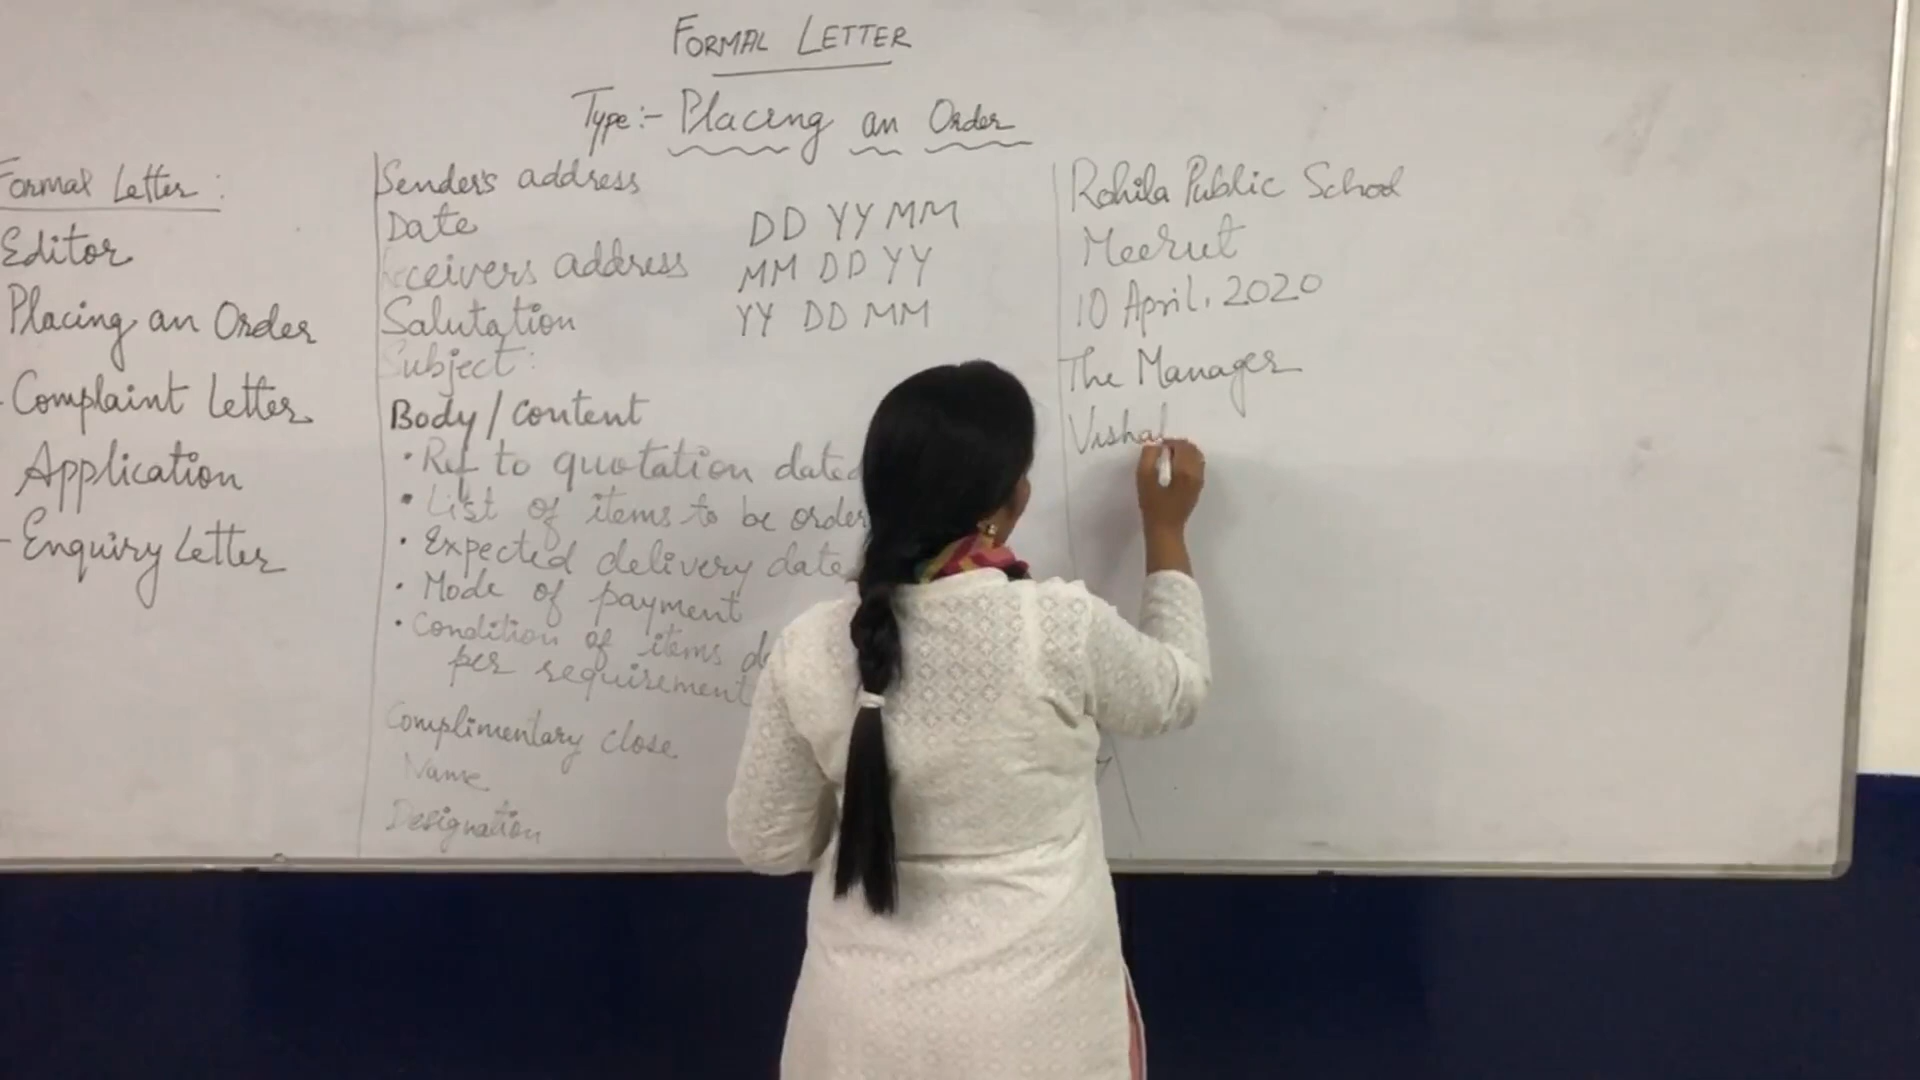 FORMAL LETTER
Type:- Placing an Order
Formal Letter:
Editor
Placing an Order
Complaint Letter
Application
- Enquiry Letter
Sender's address
Date
Receivers address
Salutation
Subject:
Body/Content
• Ref to quotation dated
• List of items to be order
• Expected delivery date
• Mode of payment
• Condition of items
per requirement
Complimentary close
Name
Designation
DD YY MM
MM DD YY
YY DD MM
Rohila Public School
Meerut
10 April, 2020
The Manager
Vishal